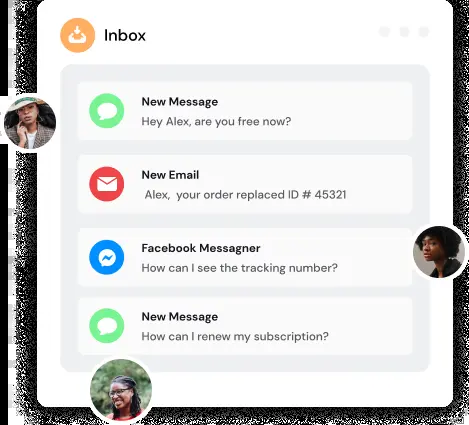 Inbox
New Message
Hey Alex, are you free now?
New Email
Alex, your order replaced ID # 45321
Facebook Messagner
How can I see the tracking number?
New Message
How can I renew my subscription?